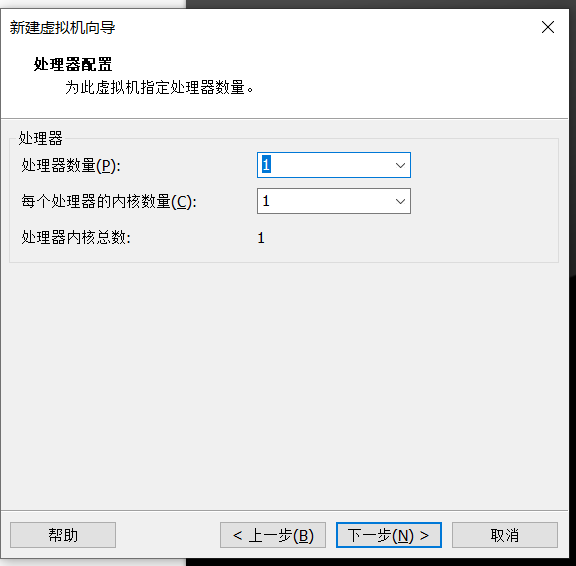 新建虚拟机向导
处理器配置
为此虚拟机指定处理器数量。
处理器
处理器数量(P): 1
每个处理器的内核数量(C): 1
处理器内核总数: 1
帮助 < 上一步(B) 下一步(N) > 取消